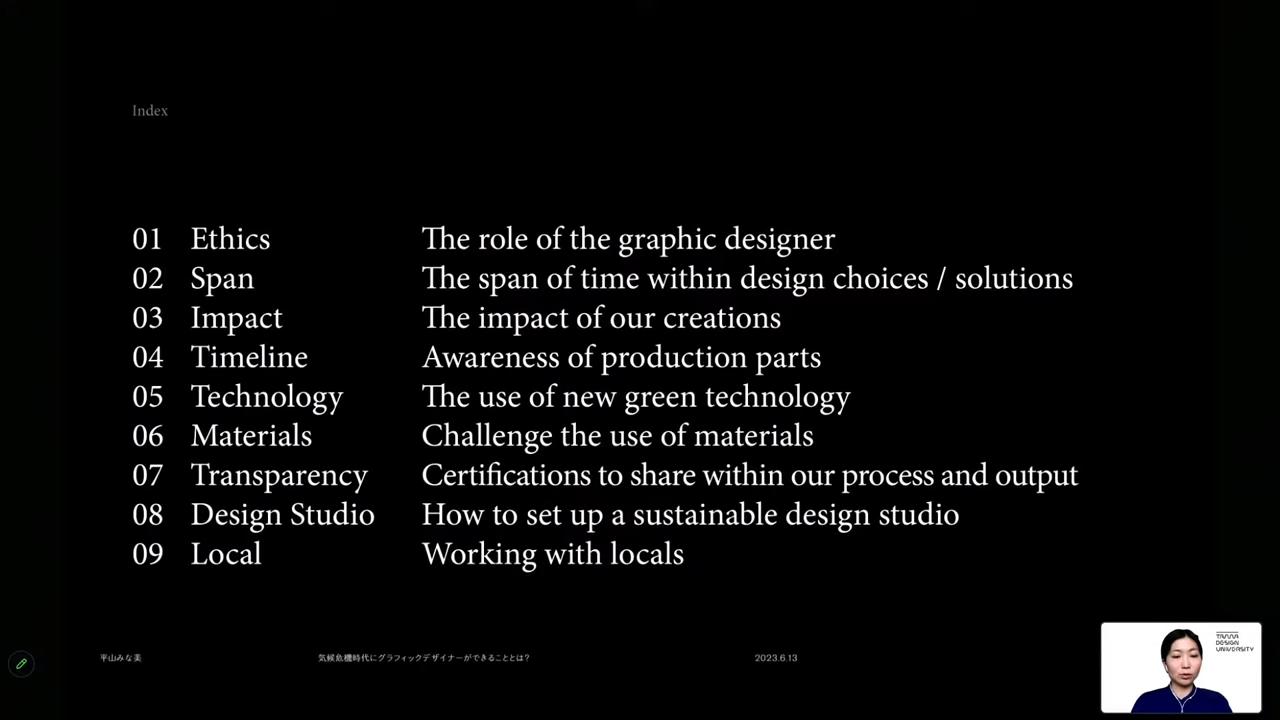 Index
01 Ethics The role of the graphic designer
02 Span The span of time within design choices / solutions
03 Impact The impact of our creations
04 Timeline Awareness of production parts
05 Technology The use of new green technology
06 Materials Challenge the use of materials
07 Transparency Certifications to share within our process and output
08 Design Studio How to set up a sustainable design studio
09 Local Working with locals
平山みな美 気候危機時代にグラフィックデザイナーができることとは? 2023.6.13
TAMA
DESIGN
UNIVERSITY